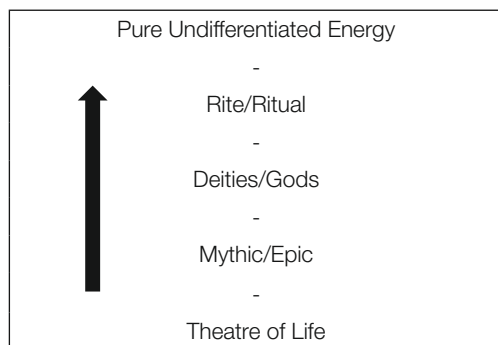 Pure Undifferentiated Energy
-
Rite/Ritual
-
Deities/Gods
-
Mythic/Epic
-
Theatre of Life